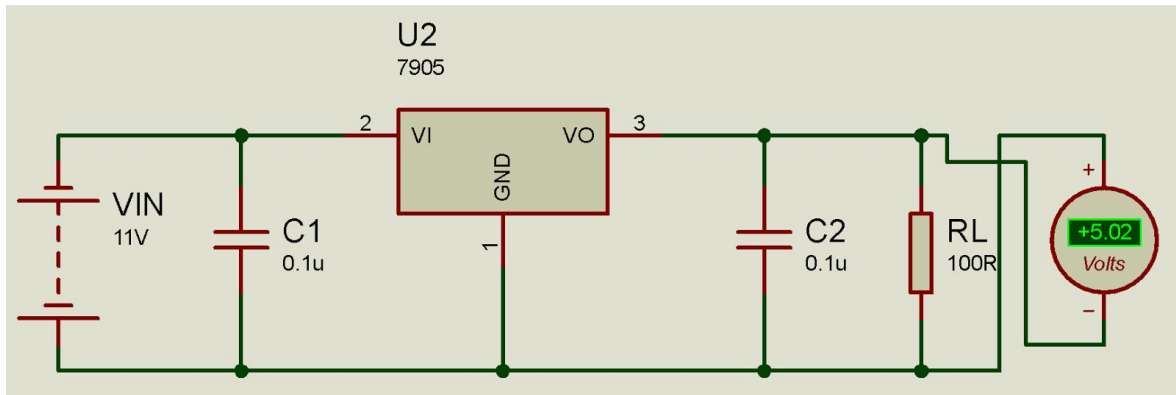 U2
7905
2
VI
VO
3
GND
1
VIN
11V
C1
0.1u
C2
0.1u
RL
100R
+
+5.02
Volts
−